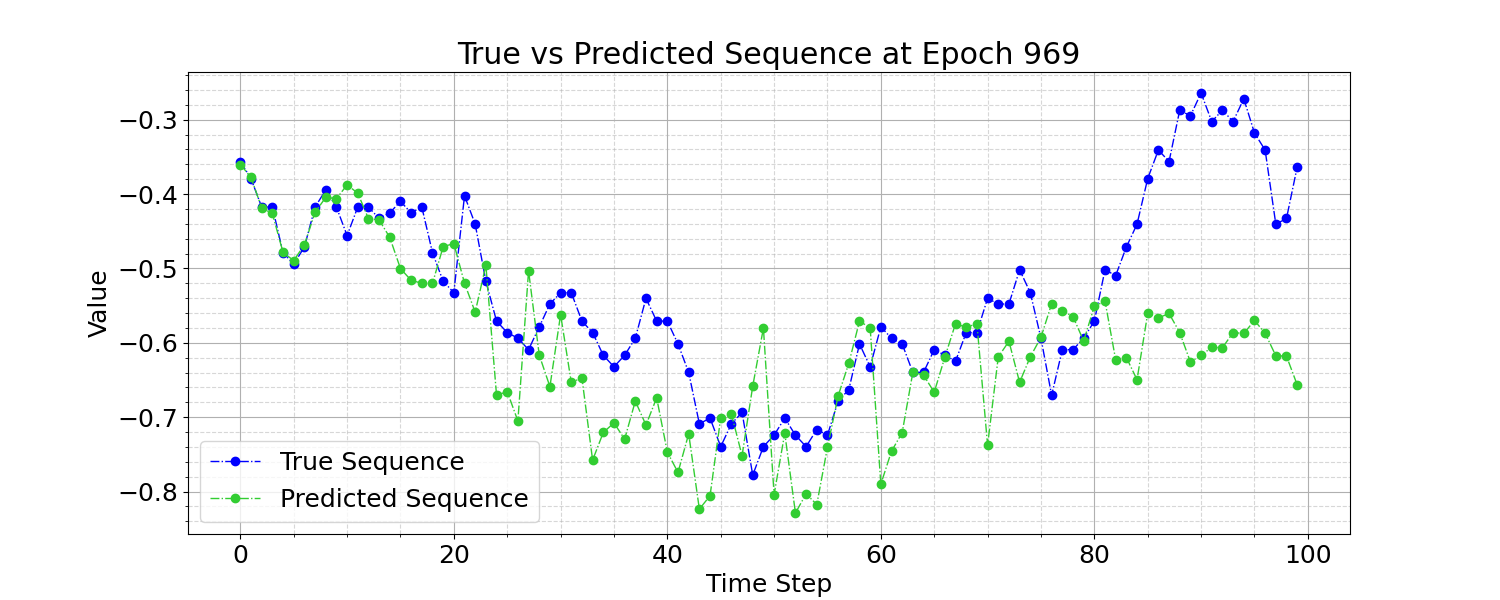 True vs Predicted Sequence at Epoch 969
Value
−0.3
−0.4
−0.5
−0.6
−0.7
−0.8
True Sequence
Predicted Sequence
0 20 40 60 80 100
Time Step